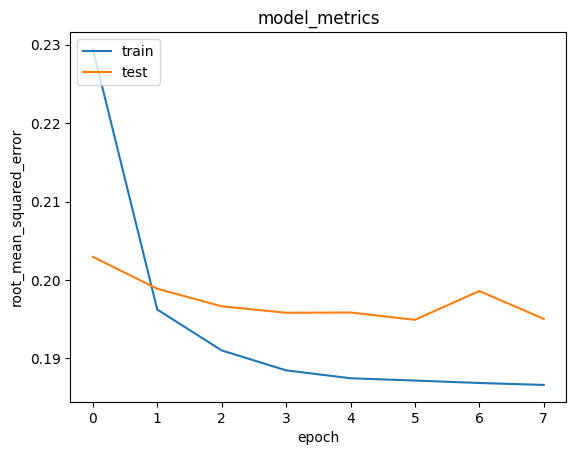 model_metrics
train
test
root_mean_squared_error
0.23
0.22
0.21
0.20
0.19
0 1 2 3 4 5 6 7
epoch